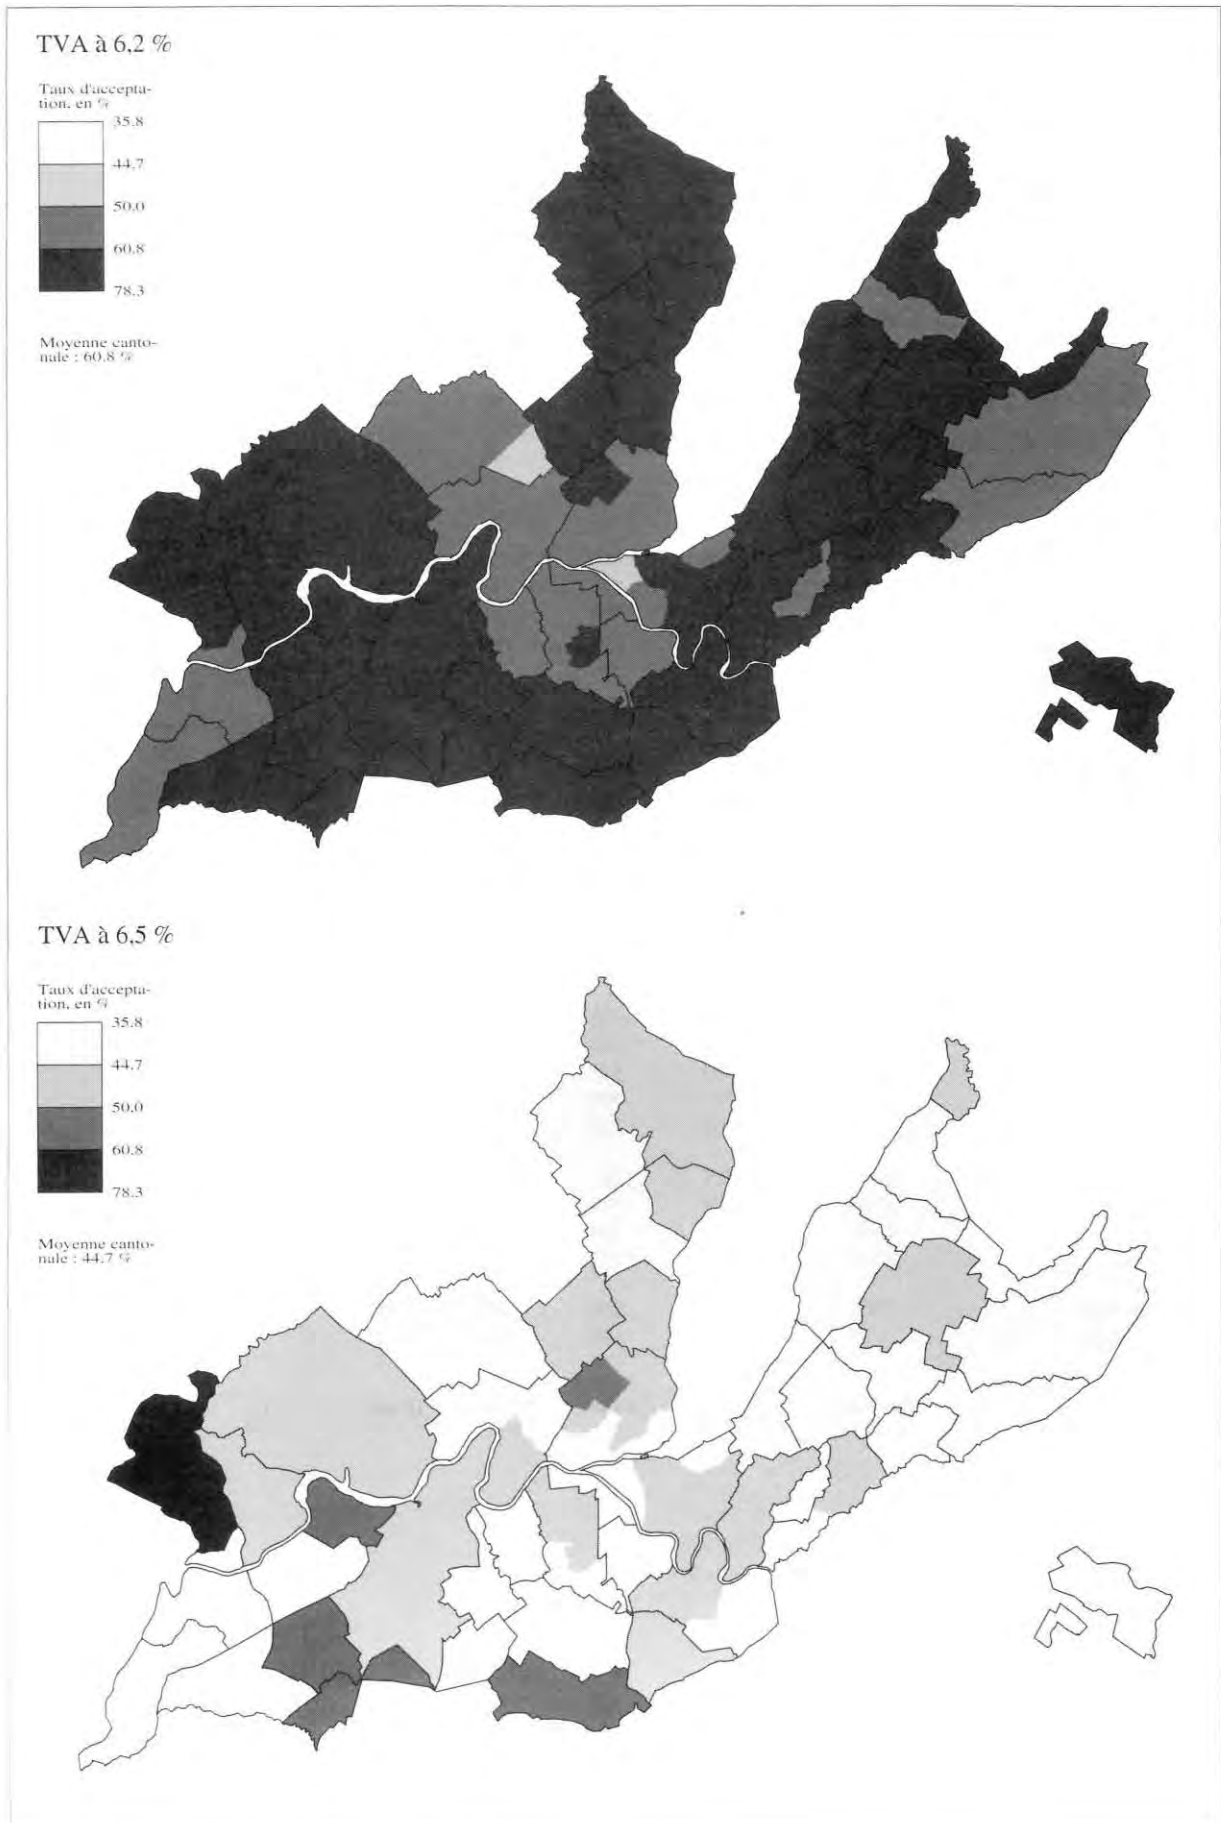 TVA à 6,2 %
Taux d'accepta-
tion, en %
35.8
44.7
50.0
60.8
78.3
Moyenne canto-
nale : 60.8 %
TVA à 6,5 %
Taux d'accepta-
tion, en %
35.8
44.7
50.0
60.8
78.3
Moyenne canto-
nale : 44.7 %